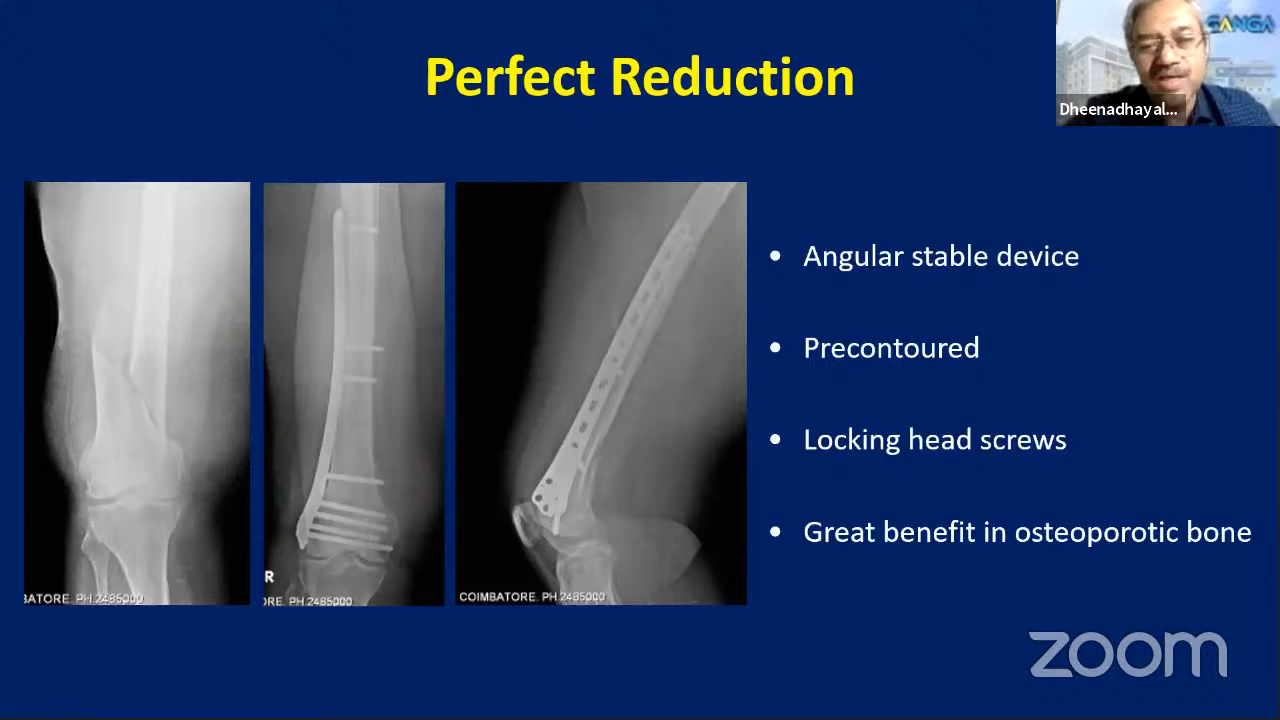 Perfect Reduction
GANGA
Dheenadhayal...
• Angular stable device
• Precontoured
• Locking head screws
• Great benefit in osteoporotic bone
BATORE. PH.2485000
R
ORE. PH.2485000
COIMBATORE. PH.2485000
zoom